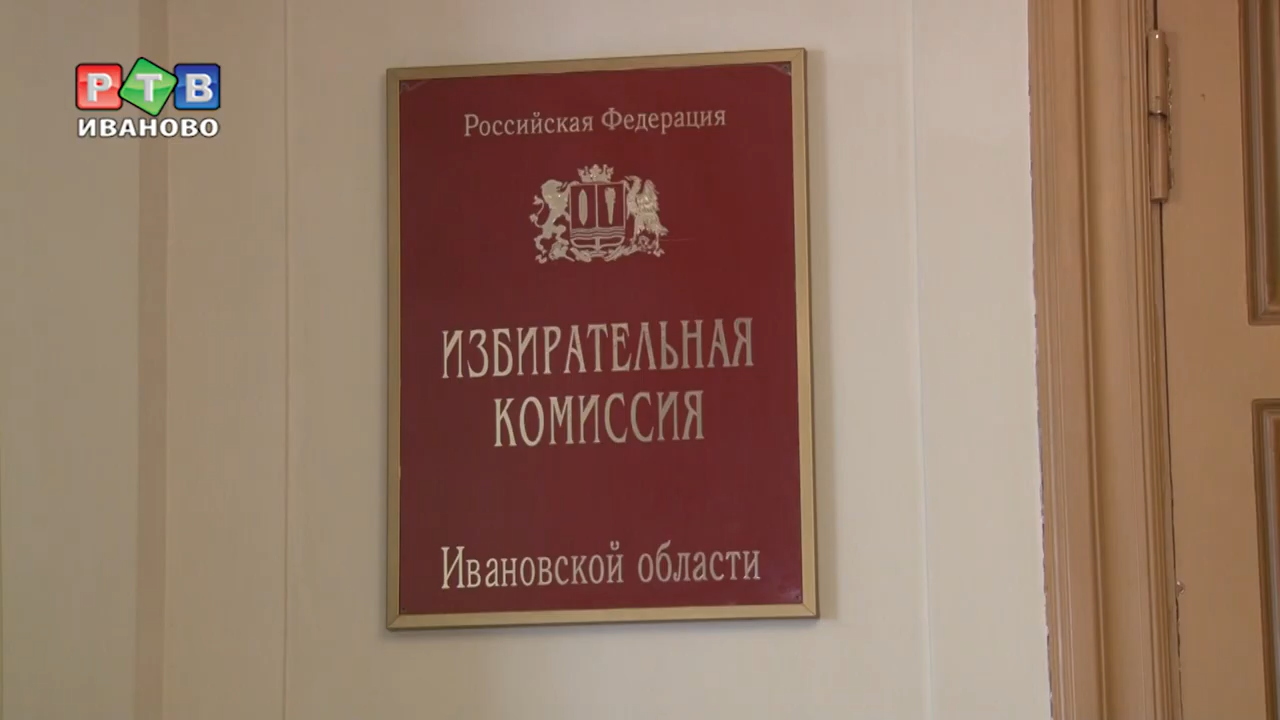 РТВ
ИВАНОВО
Российская Федерация
ИЗБИРАТЕЛЬНАЯ
КОМИССИЯ
Ивановской области